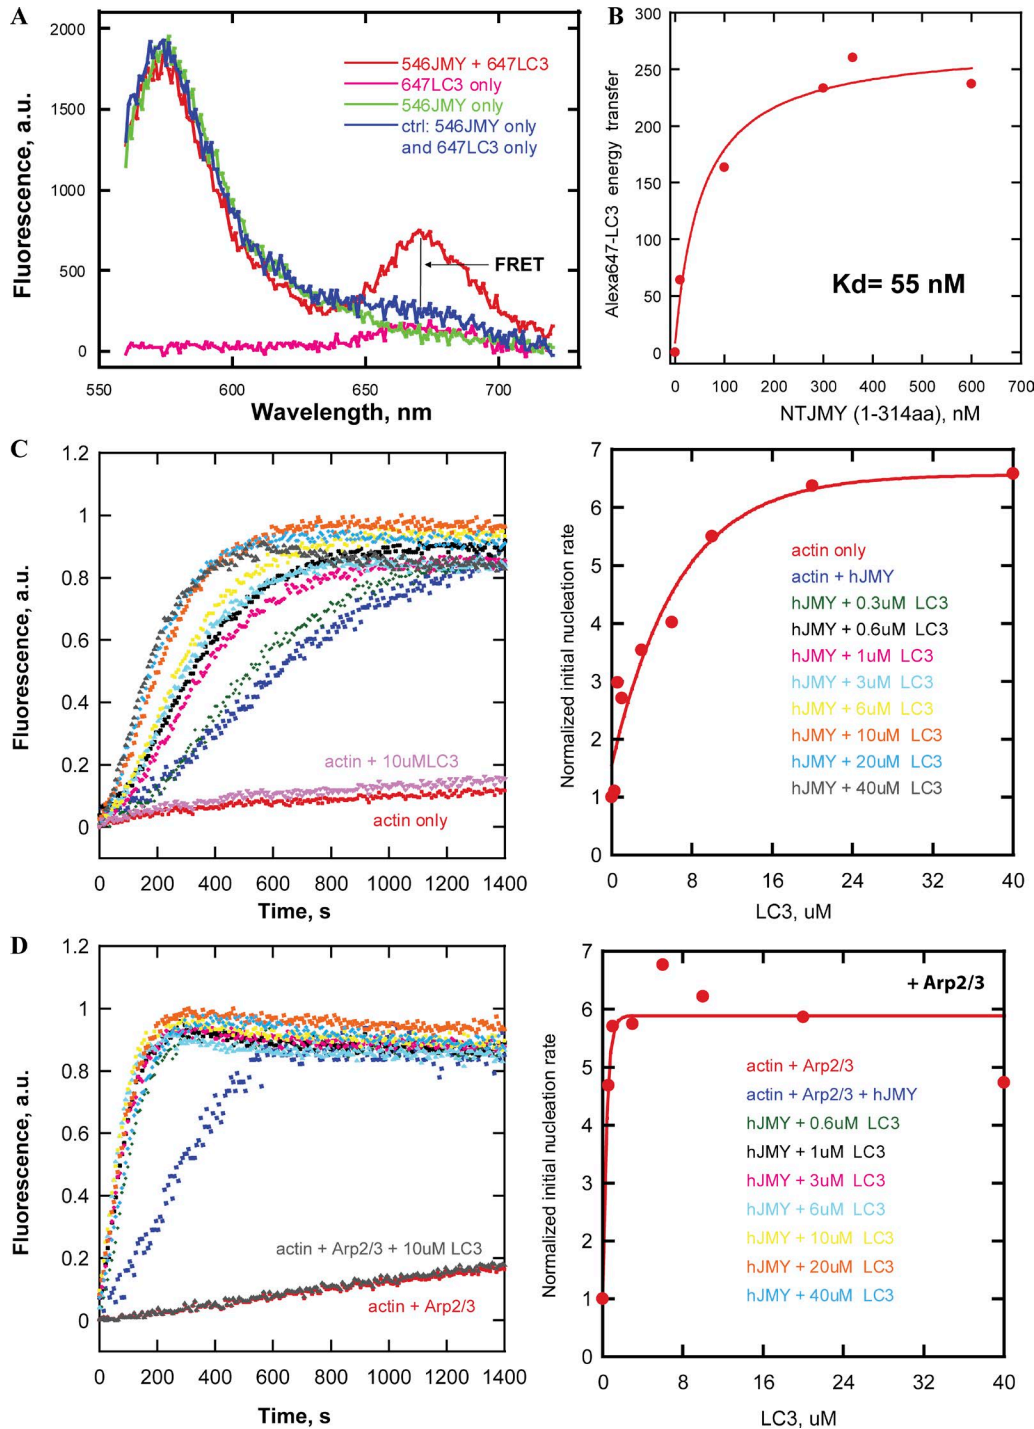 A
2000
1500
1000
500
0
550
600
650
700
Fluorescence, a.u.
Wavelength, nm
546JMY + 647LC3
647LC3 only
546JMY only
ctrl: 546JMY only
and 647LC3 only
FRET
B
300
250
200
150
100
50
0
0
100
200
300
400
500
600
700
Alexa647-LC3 energy transfer
NTJMY (1-314aa), nM
Kd= 55 nM
C
1.2
1
0.8
0.6
0.4
0.2
0
0
200
400
600
800
1000
1200
1400
Fluorescence, a.u.
Time, s
actin + 10uMLC3
actin only
7
6
5
4
3
2
1
0
0
8
16
24
32
40
Normalized initial nucleation rate
LC3, uM
actin only
actin + hJMY
hJMY + 0.3uM LC3
hJMY + 0.6uM LC3
hJMY + 1uM LC3
hJMY + 3uM LC3
hJMY + 6uM LC3
hJMY + 10uM LC3
hJMY + 20uM LC3
hJMY + 40uM LC3
D
1.2
1
0.8
0.6
0.4
0.2
0
0
200
400
600
800
1000
1200
1400
Fluorescence, a.u.
Time, s
actin + Arp2/3 + 10uM LC3
actin + Arp2/3
7
6
5
4
3
2
1
0
0
8
16
24
32
40
Normalized initial nucleation rate
LC3, uM
+ Arp2/3
actin + Arp2/3
actin + Arp2/3 + hJMY
hJMY + 0.6uM LC3
hJMY + 1uM LC3
hJMY + 3uM LC3
hJMY + 6uM LC3
hJMY + 10uM LC3
hJMY + 20uM LC3
hJMY + 40uM LC3